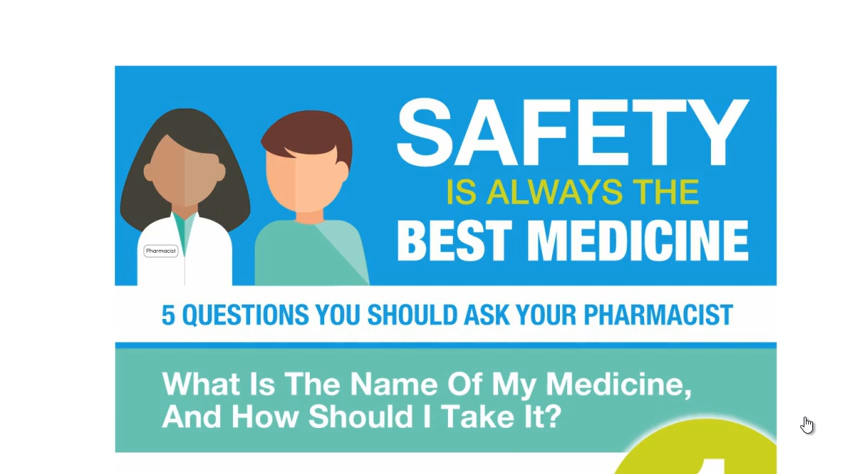 SAFETY
IS ALWAYS THE
BEST MEDICINE
Pharmacist
5 QUESTIONS YOU SHOULD ASK YOUR PHARMACIST
What Is The Name Of My Medicine,
And How Should I Take It?
1